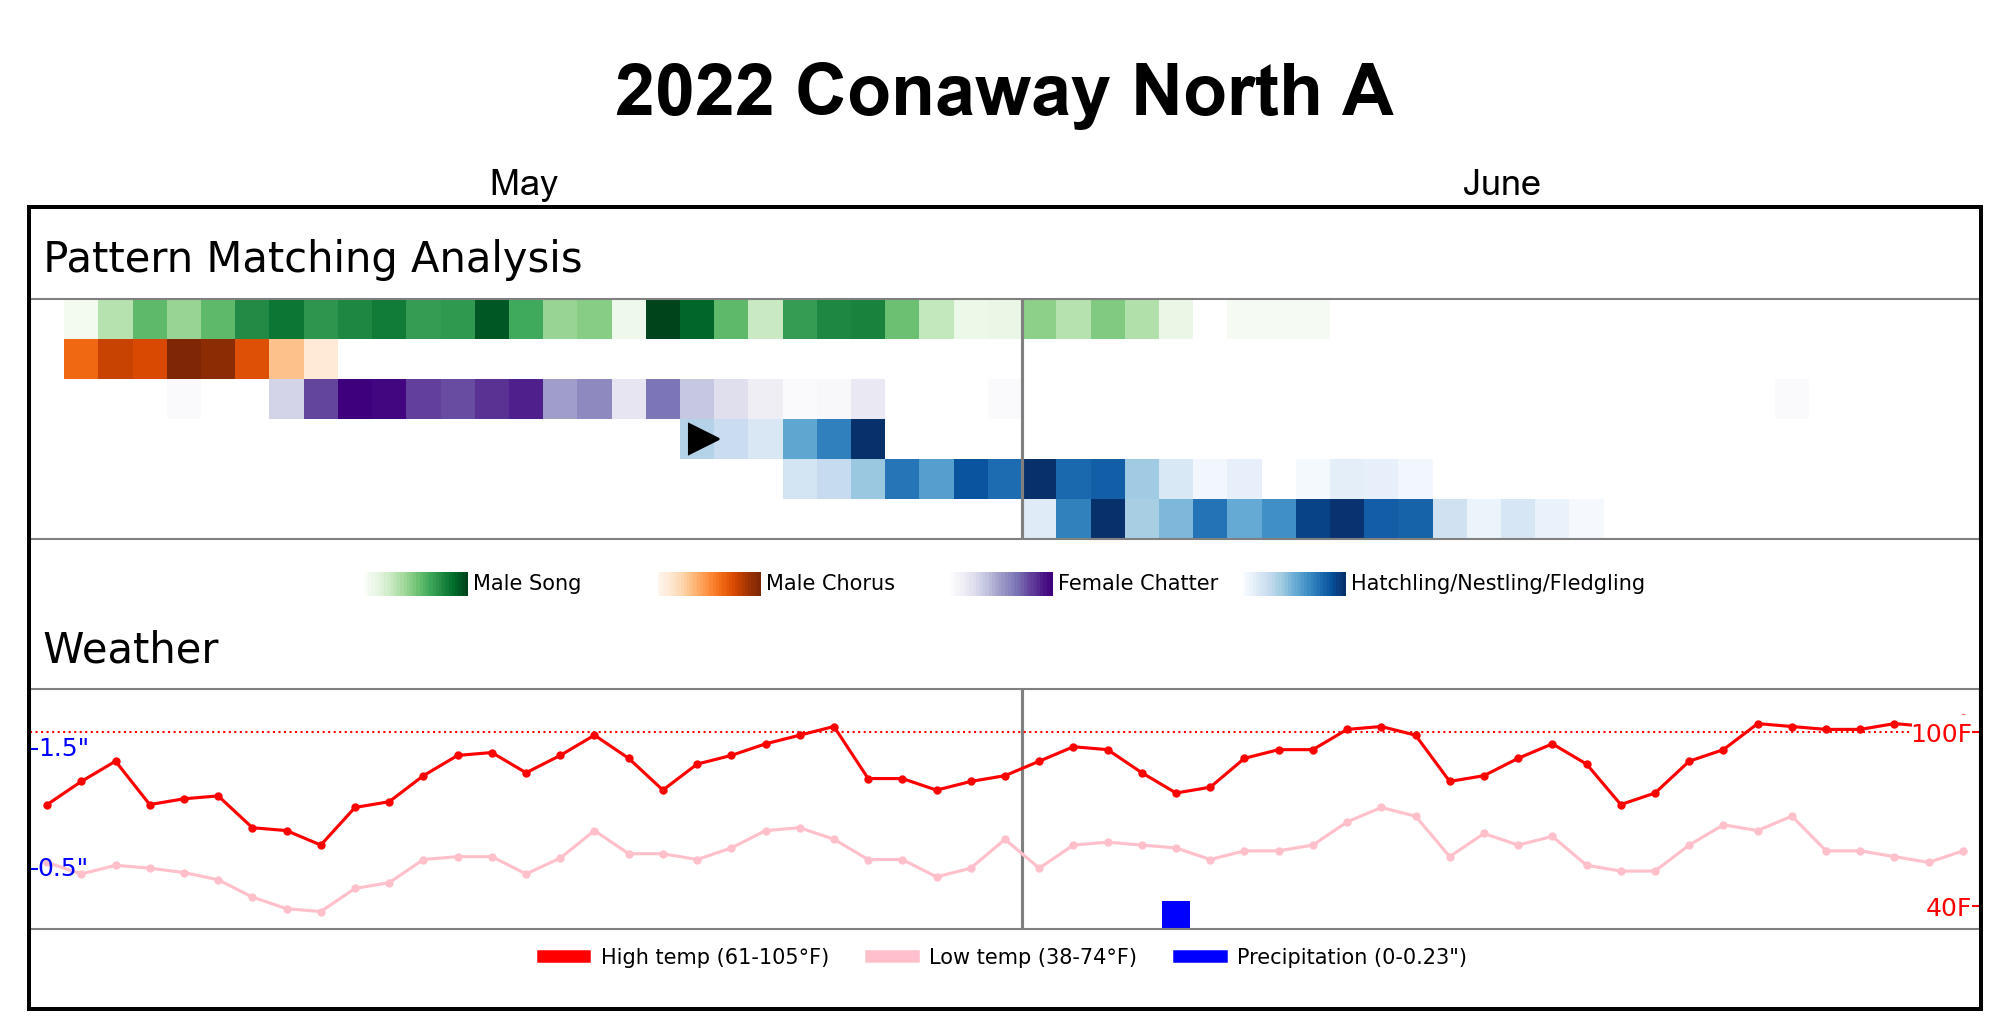 2022 Conaway North A
May
June
Pattern Matching Analysis
Male Song
Male Chorus
Female Chatter
Hatchling/Nestling/Fledgling
Weather
1.5"
100F
0.5"
40F
High temp (61-105°F)
Low temp (38-74°F)
Precipitation (0-0.23")